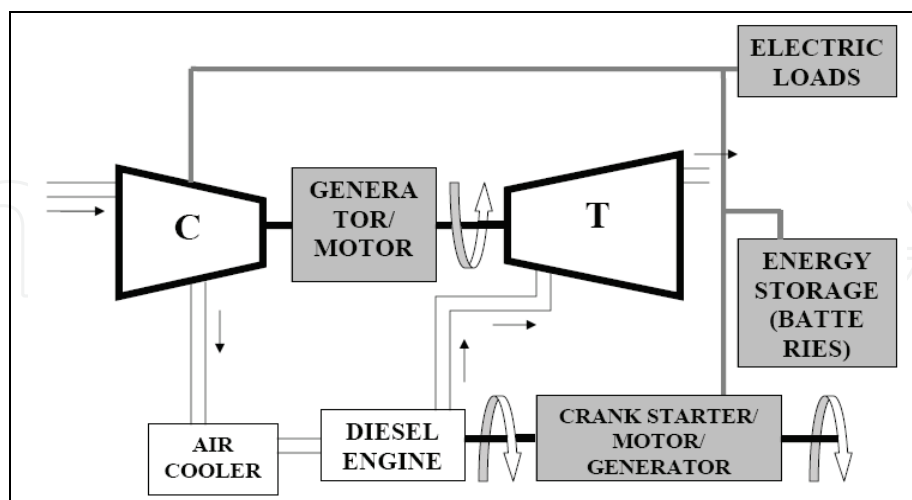 ELECTRIC
LOADS
C
GENERA
TOR/
MOTOR
T
ENERGY
STORAGE
(BATTE
RIES)
AIR
COOLER
DIESEL
ENGINE
CRANK STARTER/
MOTOR/
GENERATOR